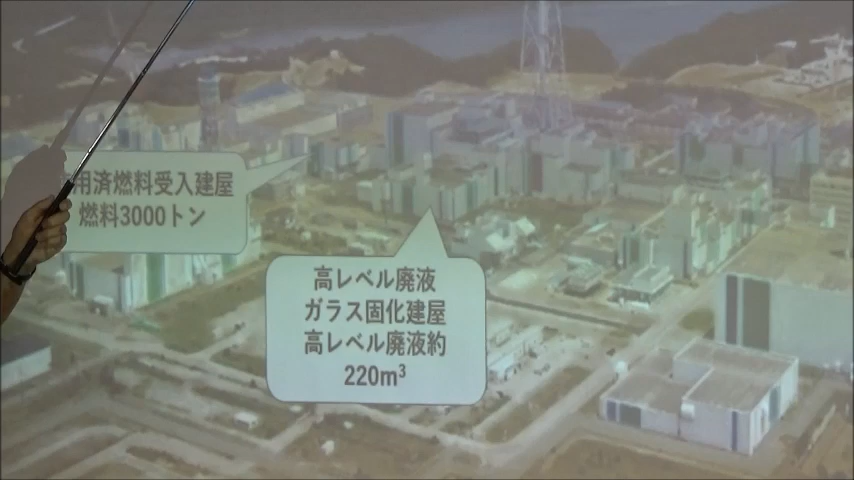 用済燃料受入建屋
燃料3000トン
高レベル廃液
ガラス固化建屋
高レベル廃液約
220m³